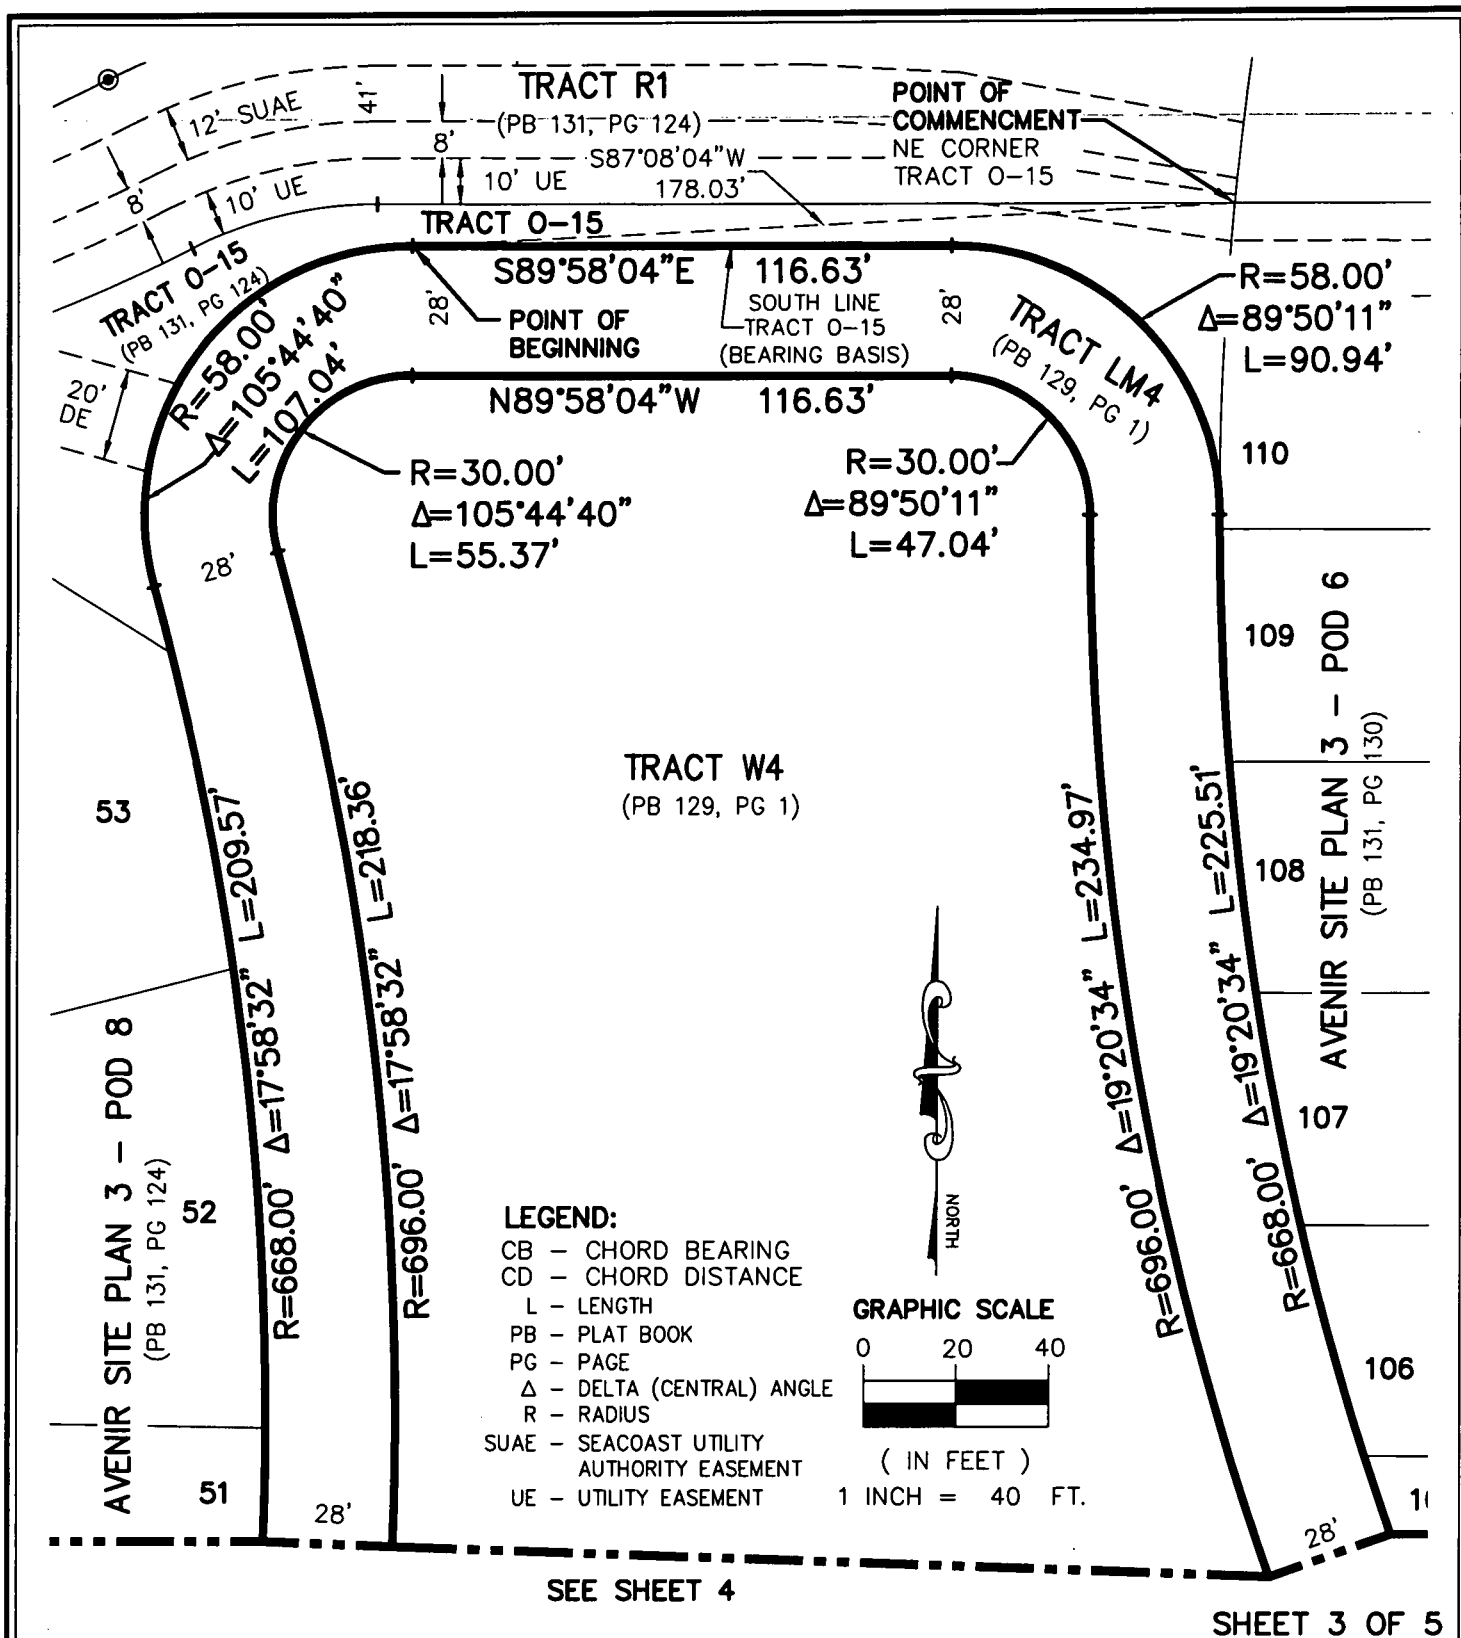 TRACT R1
(PB 131, PG 124)
12' SUAE
41'
8'
8'
10' UE
10' UE
S87°08'04"W
178.03'
POINT OF
COMMENCMENT
NE CORNER
TRACT O-15
TRACT O-15
TRACT O-15
(PB 131, PG 124)
S89°58'04"E 116.63'
SOUTH LINE
TRACT O-15
(BEARING BASIS)
28'
28'
POINT OF
BEGINNING
N89°58'04"W 116.63'
R=58.00'
Δ=105°44'40"
L=107.04'
20'
DE
R=58.00'
Δ=89°50'11"
L=90.94'
TRACT LM4
(PB 129, PG 1)
R=30.00'
Δ=105°44'40"
L=55.37'
R=30.00'
Δ=89°50'11"
L=47.04'
28'
110
109
108
107
106
53
52
51
TRACT W4
(PB 129, PG 1)
AVENIR SITE PLAN 3 - POD 8
(PB 131, PG 124)
R=668.00' Δ=17°58'32" L=209.57'
R=696.00' Δ=17°58'32" L=218.36'
R=696.00' Δ=19°20'34" L=234.97'
R=668.00' Δ=19°20'34" L=225.51'
AVENIR SITE PLAN 3 - POD 6
(PB 131, PG 130)
NORTH
LEGEND:
CB - CHORD BEARING
CD - CHORD DISTANCE
L - LENGTH
PB - PLAT BOOK
PG - PAGE
Δ - DELTA (CENTRAL) ANGLE
R - RADIUS
SUAE - SEACOAST UTILITY
AUTHORITY EASEMENT
UE - UTILITY EASEMENT
GRAPHIC SCALE
0 20 40
( IN FEET )
1 INCH = 40 FT.
28'
28'
SEE SHEET 4
SHEET 3 OF 5